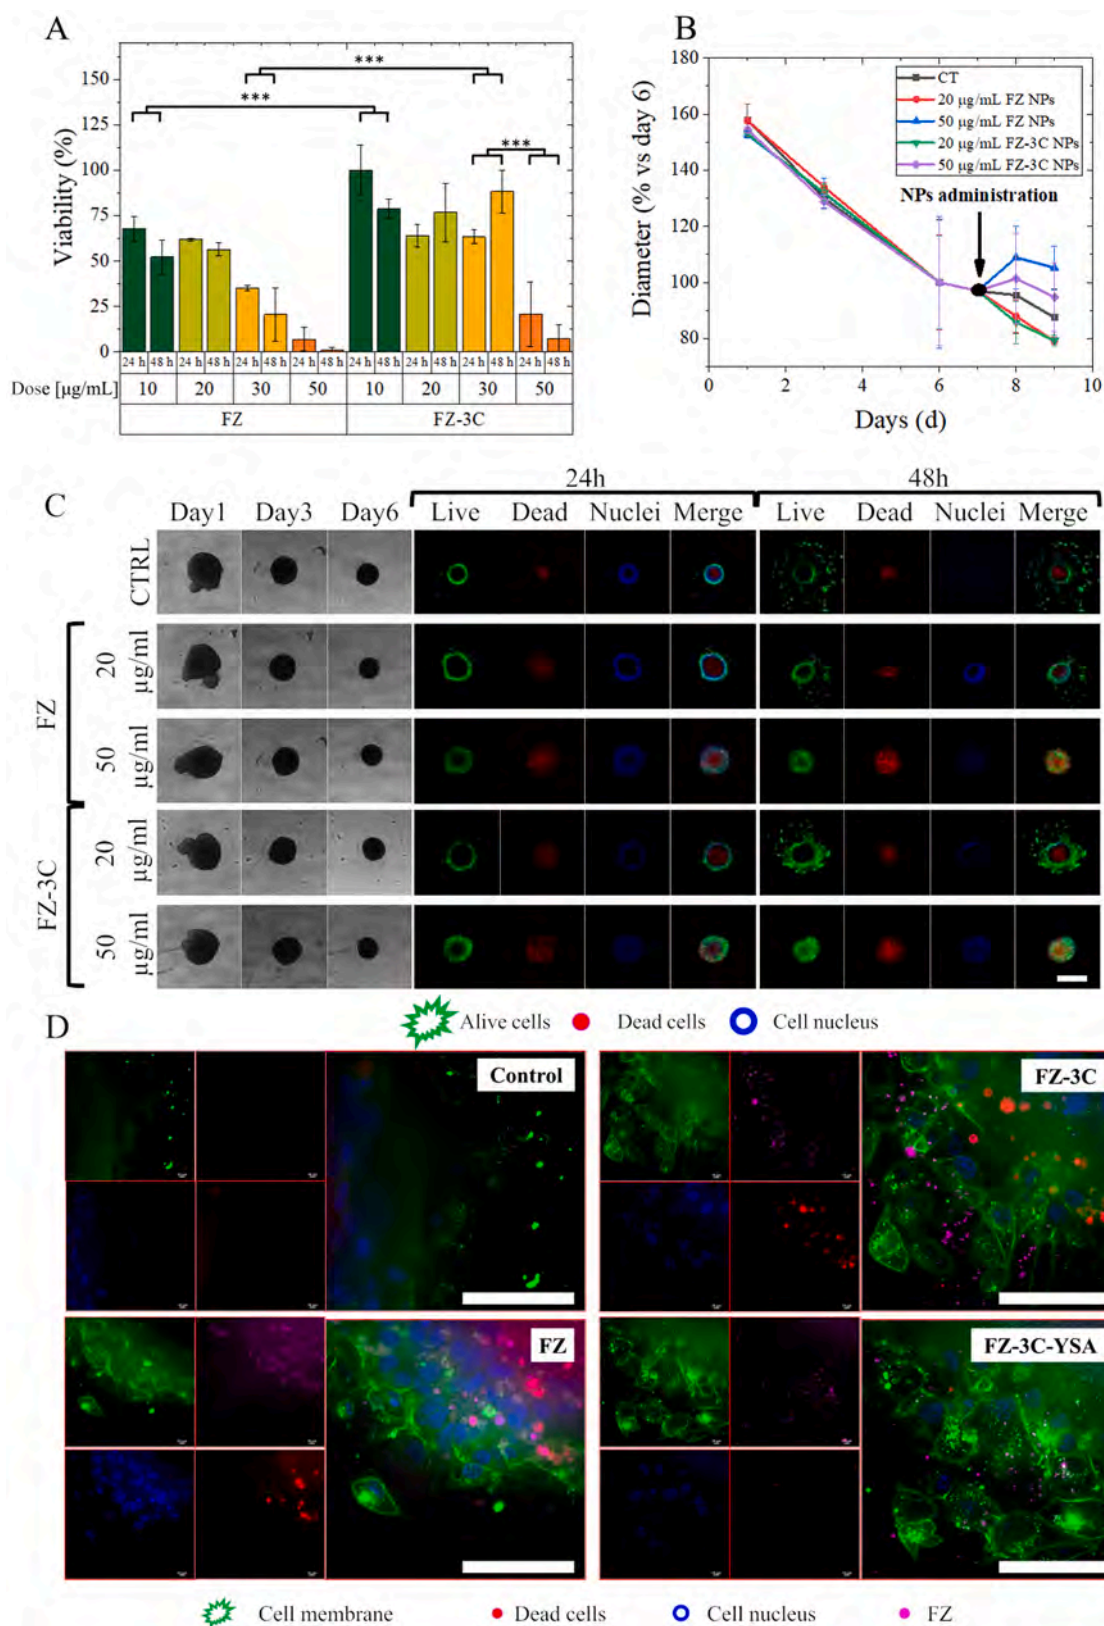 A
B
***
***
***
150
125
100
75
50
25
0
Viability (%)
24 h 48 h 24 h 48 h 24 h 48 h 24 h 48 h 24 h 48 h 24 h 48 h 24 h 48 h 24 h 48 h
Dose [μg/mL] 10 20 30 50 10 20 30 50
FZ FZ-3C
180
160
140
120
100
80
Diameter (% vs day 6)
CT
20 μg/mL FZ NPs
50 μg/mL FZ NPs
20 μg/mL FZ-3C NPs
50 μg/mL FZ-3C NPs
NPs administration
0 2 4 6 8 10
Days (d)
C
24h 48h
Day1 Day3 Day6 Live Dead Nuclei Merge Live Dead Nuclei Merge
CTRL
FZ
20 μg/ml
50 μg/ml
FZ-3C
20 μg/ml
50 μg/ml
Alive cells Dead cells Cell nucleus
D
Control
FZ-3C
FZ
FZ-3C-YSA
Cell membrane Dead cells Cell nucleus FZ